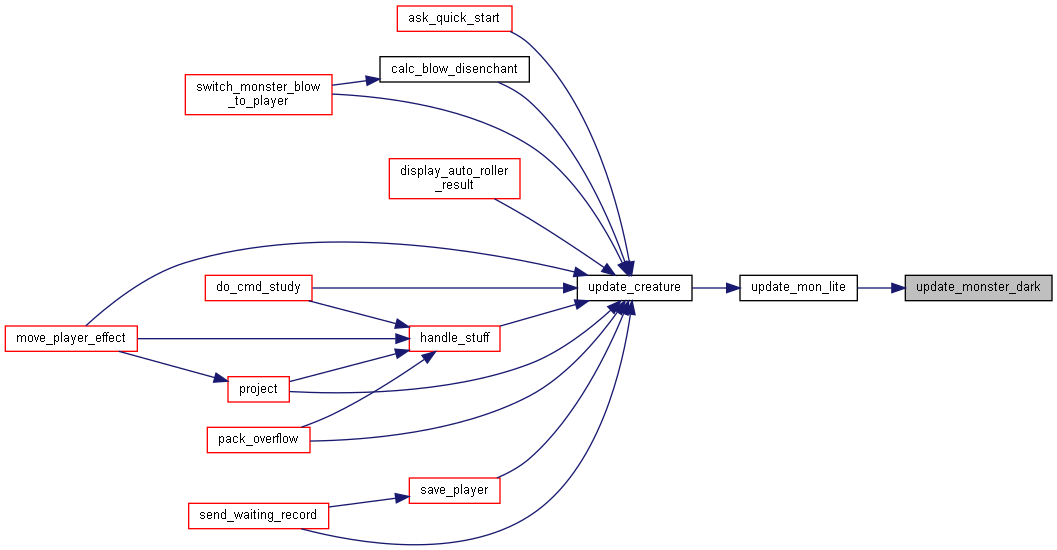 ask_quick_start
calc_blow_disenchant
switch_monster_blow
_to_player
display_auto_roller
_result
do_cmd_study
update_creature
update_mon_lite
update_monster_dark
move_player_effect
handle_stuff
project
pack_overflow
save_player
send_waiting_record